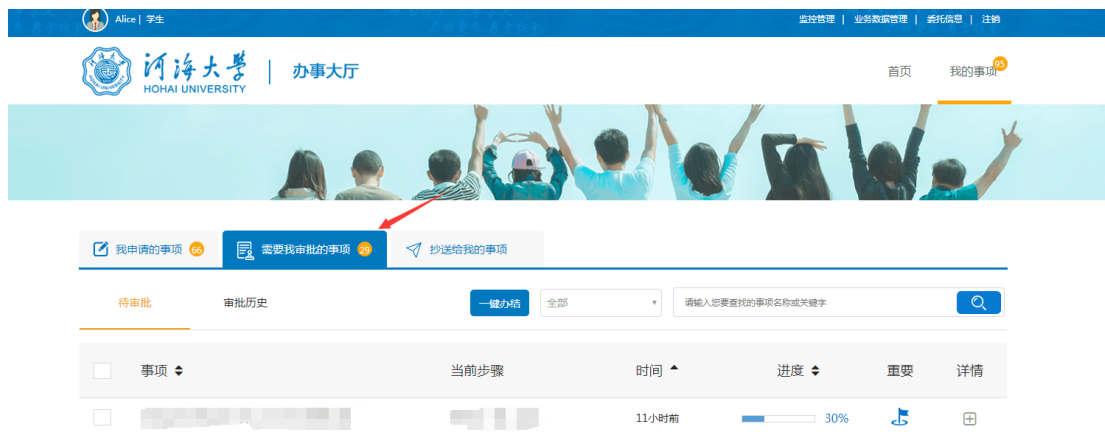 Alice | 学生
监控管理 | 业务数据管理 | 委托信息 | 注销
河海大学 | 办事大厅
HOHAI UNIVERSITY
首页 我的事项 95
我申请的事项 66 需要我审批的事项 29 抄送给我的事项
待审批 审批历史 一键办结 全部 请输入您要查找的事项名称或关键字
事项 当前步骤 时间 进度 重要 详情
11小时前 30%